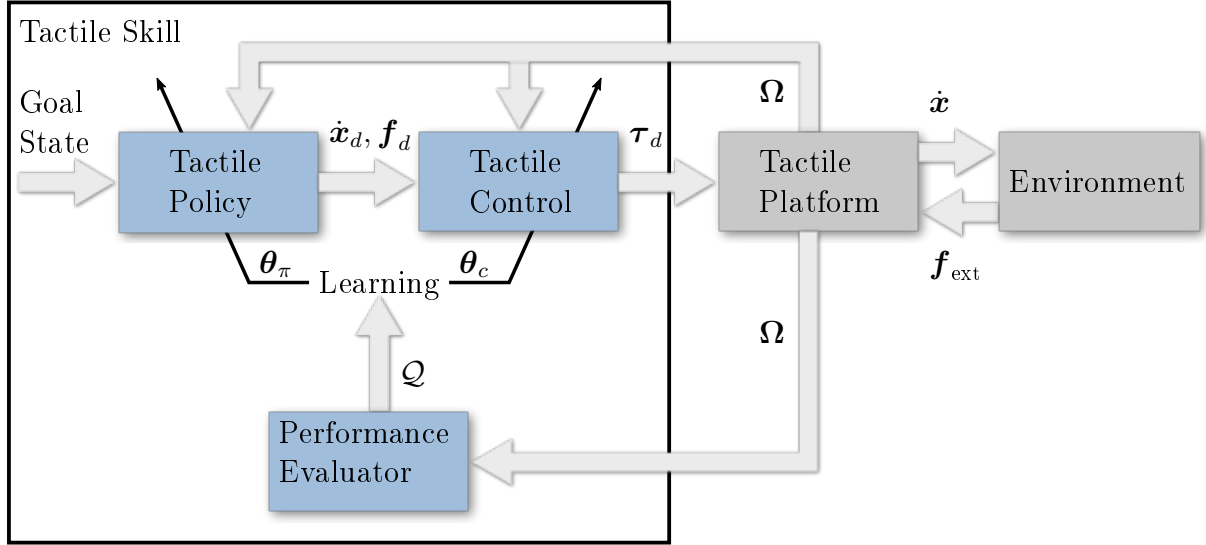 Tactile Skill
Goal
State
Tactile
Policy
ẋ_d, f_d
Tactile
Control
τ_d
Ω
Tactile
Platform
ẋ
Environment
f_ext
θ_π
Learning
θ_c
Ω
𝒬
Performance
Evaluator